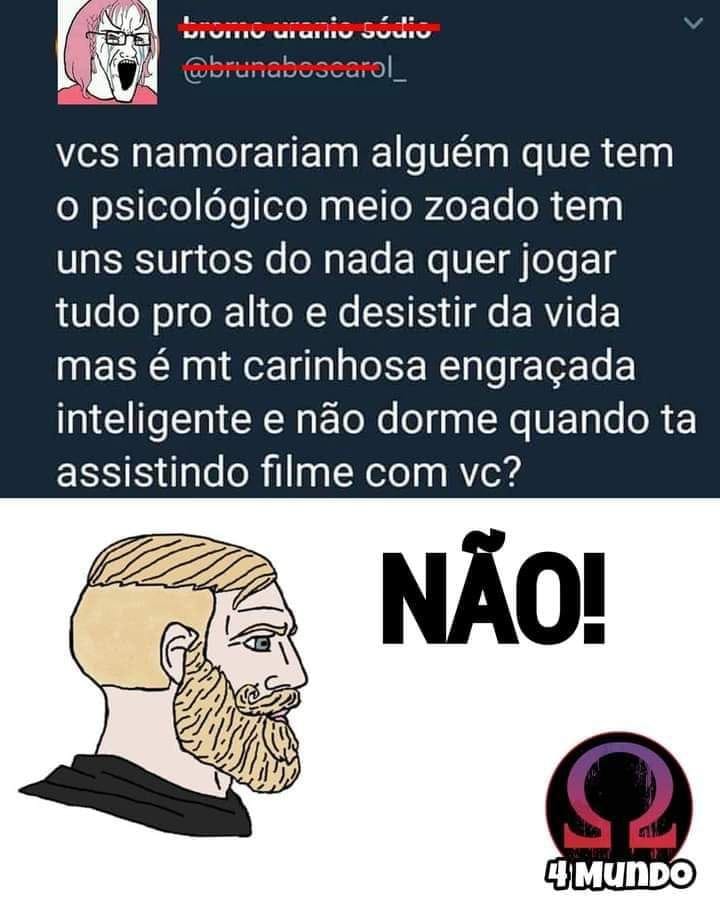 bromo uranio sódio
@brunaboscarol_
vcs namorariam alguém que tem
o psicológico meio zoado tem
uns surtos do nada quer jogar
tudo pro alto e desistir da vida
mas é mt carinhosa engraçada
inteligente e não dorme quando ta
assistindo filme com vc?
NÃO!
Ω
4 MUnDO